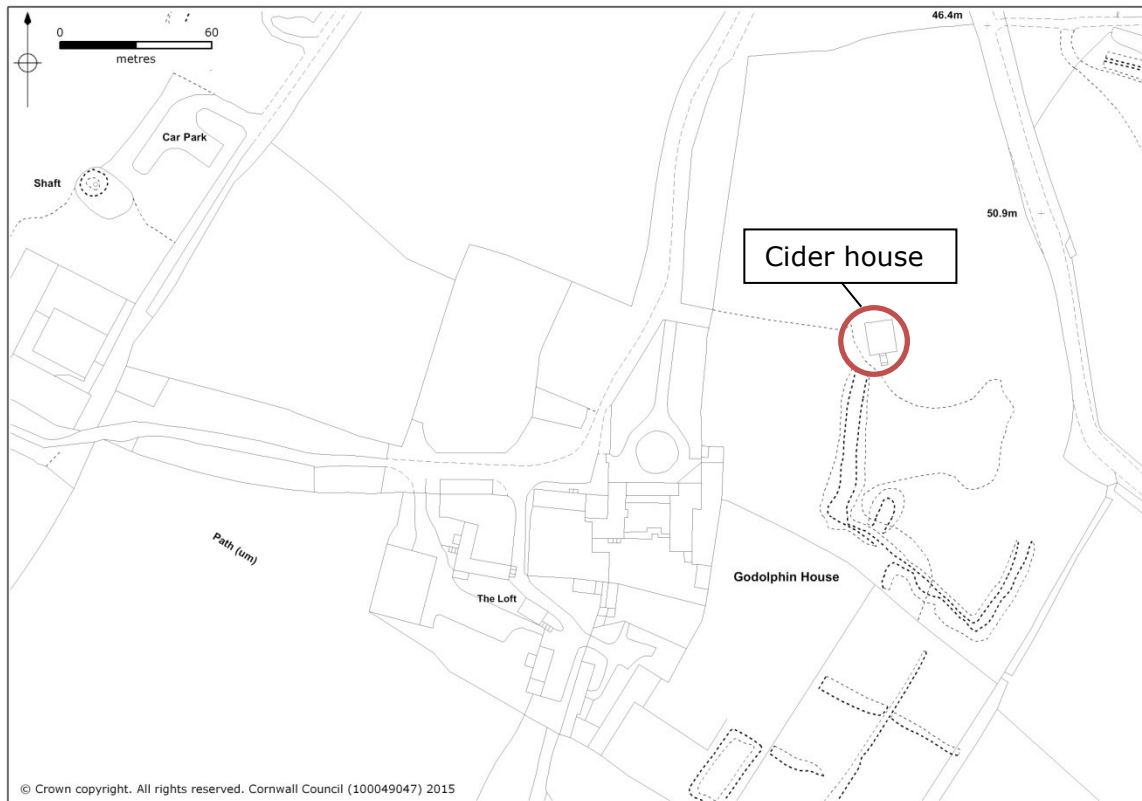 46.4m
0 60
metres
Car Park
Shaft
50.9m
Cider house
Path (um)
Godolphin House
The Loft
© Crown copyright. All rights reserved. Cornwall Council (100049047) 2015